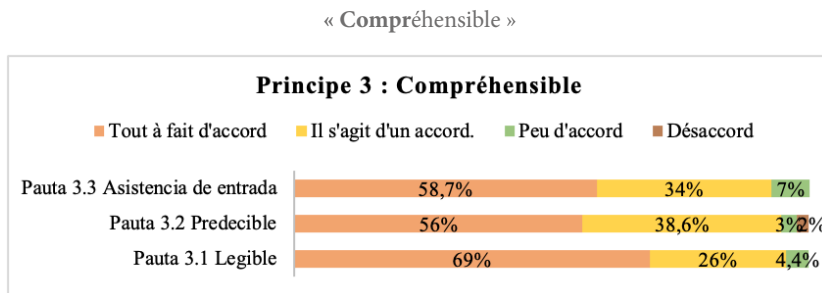 « Compréhensible »
Principe 3 : Compréhensible
Tout à fait d'accord Il s'agit d'un accord. Peu d'accord Désaccord
Pauta 3.3 Asistencia de entrada 58,7% 34% 7%
Pauta 3.2 Predecible 56% 38,6% 3% 2%
Pauta 3.1 Legible 69% 26% 4,4%